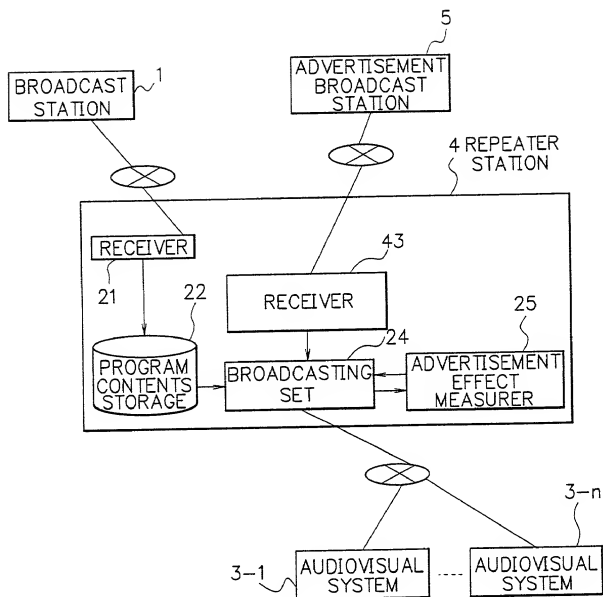 1
BROADCAST
STATION
5
ADVERTISEMENT
BROADCAST
STATION
4 REPEATER
STATION
RECEIVER
21
43
RECEIVER
22
PROGRAM
CONTENTS
STORAGE
24
BROADCASTING
SET
25
ADVERTISEMENT
EFFECT
MEASURER
3-1
AUDIOVISUAL
SYSTEM
3-n
AUDIOVISUAL
SYSTEM